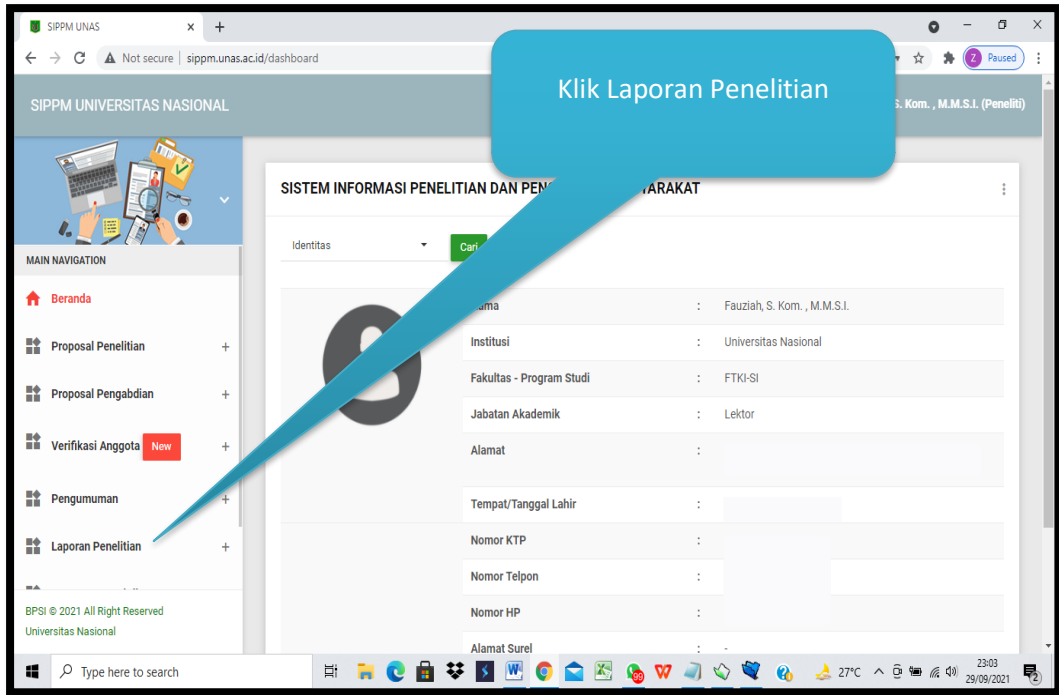 SIPPM UNAS
Not secure | sippm.unas.ac.id/dashboard
Paused
Klik Laporan Penelitian
SIPPM UNIVERSITAS NASIONAL
S. Kom. , M.M.S.I. (Peneliti)
SISTEM INFORMASI PENELITIAN DAN
Identitas
Cari
MAIN NAVIGATION
Beranda
Proposal Penelitian +
Proposal Pengabdian +
Verifikasi Anggota New +
Pengumuman +
Laporan Penelitian +
BPSI © 2021 All Right Reserved
Universitas Nasional
: Fauziah, S. Kom. , M.M.S.I.
Institusi : Universitas Nasional
Fakultas - Program Studi : FTKI-SI
Jabatan Akademik : Lektor
Alamat :
Tempat/Tanggal Lahir :
Nomor KTP :
Nomor Telpon :
Nomor HP :
Alamat Surel : -
Type here to search
99
27°C
23:03
29/09/2021
2